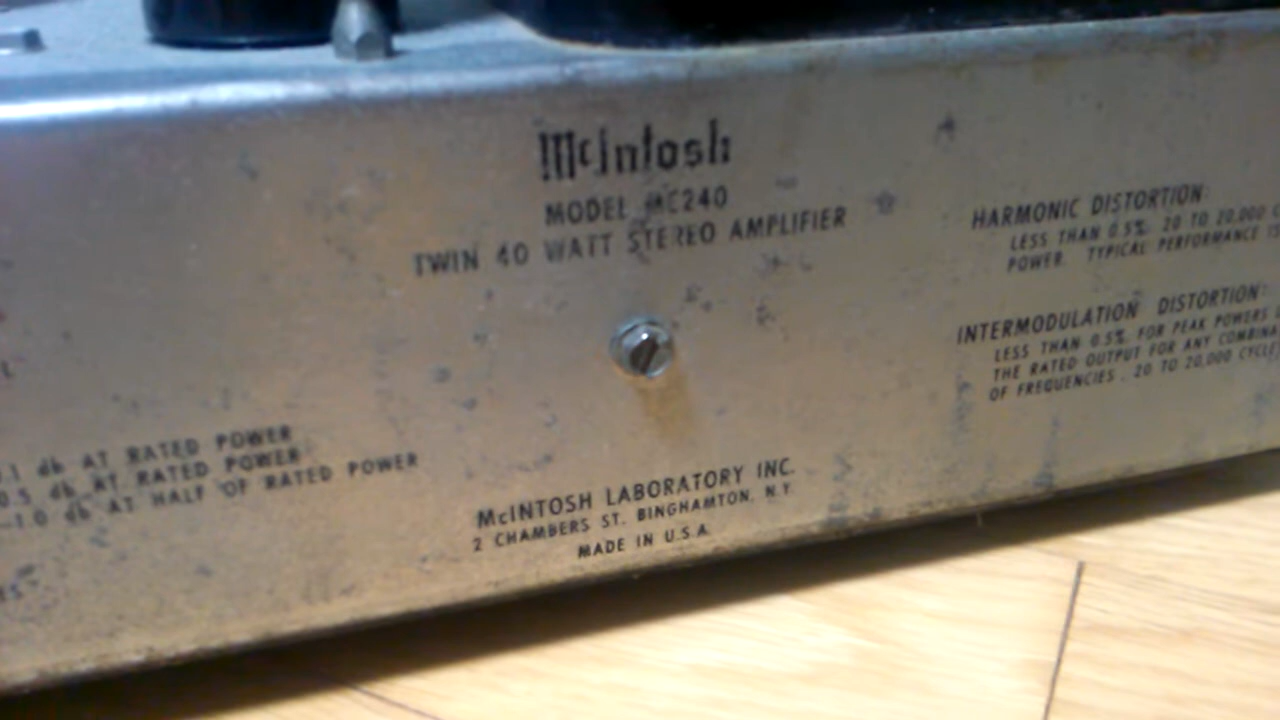 McIntosh
MODEL MC240
TWIN 40 WATT STEREO AMPLIFIER
HARMONIC DISTORTION:
LESS THAN 0.5% 20 TO 20,000
POWER. TYPICAL PERFORMANCE
INTERMODULATION DISTORTION:
LESS THAN 0.5% FOR PEAK POWERS
THE RATED OUTPUT FOR ANY
OF FREQUENCIES . 20 TO 20,000
db AT RATED POWER
db AT RATED POWER
db AT HALF OF RATED POWER
McINTOSH LABORATORY INC.
2 CHAMBERS ST. BINGHAMTON, N.Y.
MADE IN U.S.A.